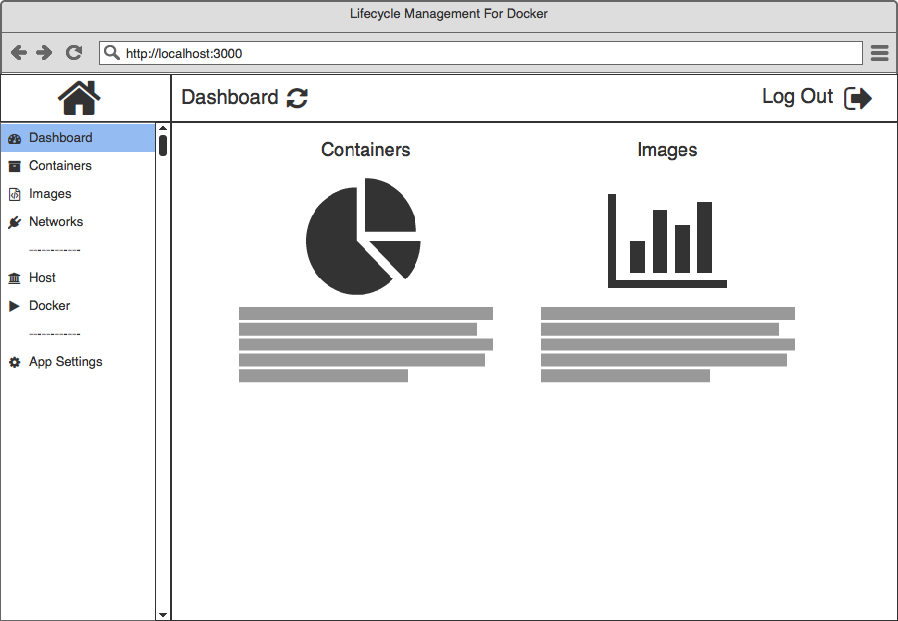 Lifecycle Management For Docker
http://localhost:3000
Dashboard
Log Out
Dashboard
Containers
Images
Networks
-----------
Host
Docker
-----------
App Settings
Containers
Images